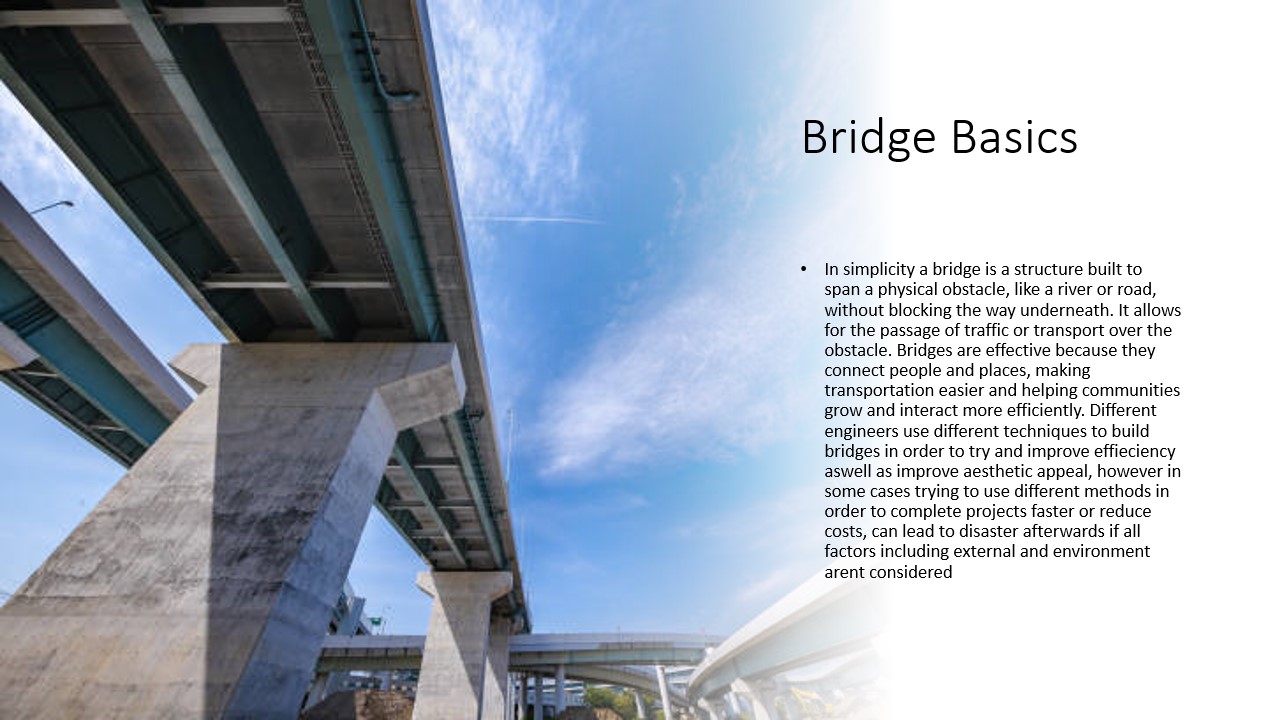 Bridge Basics
• In simplicity a bridge is a structure built to
span a physical obstacle, like a river or road,
without blocking the way underneath. It allows
for the passage of traffic or transport over the
obstacle. Bridges are effective because they
connect people and places, making
transportation easier and helping communities
grow and interact more efficiently. Different
engineers use different techniques to build
bridges in order to try and improve effieciency
aswell as improve aesthetic appeal, however in
some cases trying to use different methods in
order to complete projects faster or reduce
costs, can lead to disaster afterwards if all
factors including external and environment
arent considered